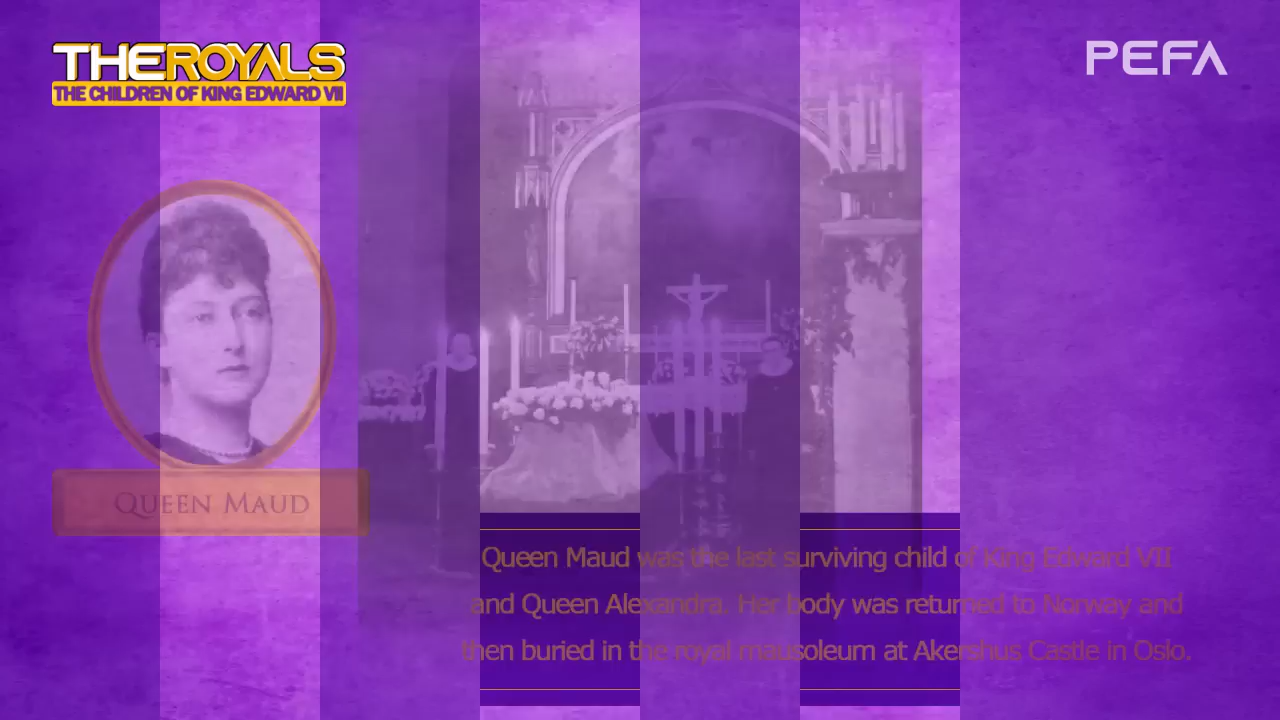 THE ROYALS
THE CHILDREN OF KING EDWARD VII
PEFA
QUEEN MAUD
Queen Maud was the last surviving child of King Edward VII
and Queen Alexandra. Her body was returned to Norway and
then buried in the royal mausoleum at Akershus Castle in Oslo.